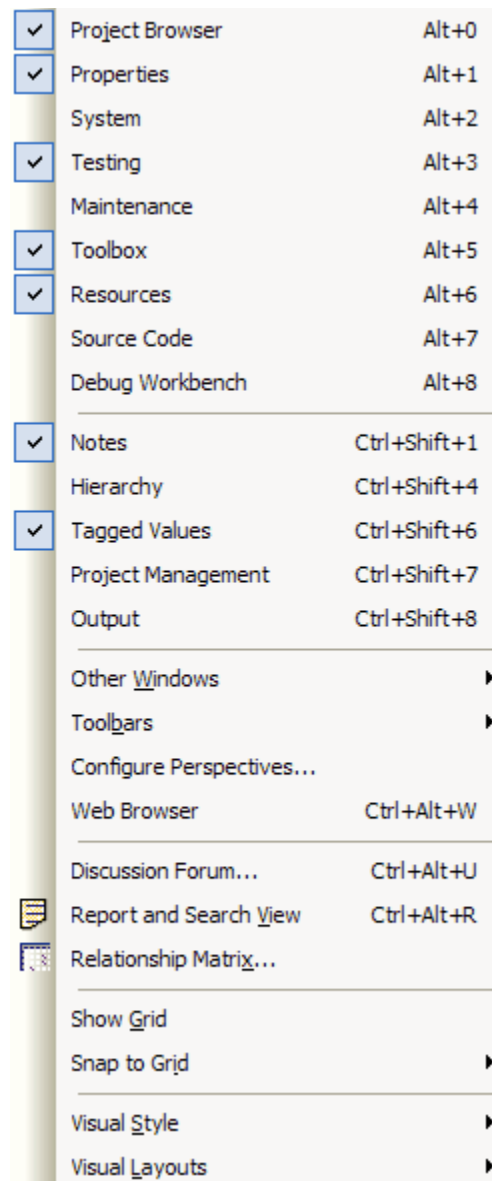 Project Browser Alt+0
Properties Alt+1
System Alt+2
Testing Alt+3
Maintenance Alt+4
Toolbox Alt+5
Resources Alt+6
Source Code Alt+7
Debug Workbench Alt+8
Notes Ctrl+Shift+1
Hierarchy Ctrl+Shift+4
Tagged Values Ctrl+Shift+6
Project Management Ctrl+Shift+7
Output Ctrl+Shift+8
Other Windows
Toolbars
Configure Perspectives...
Web Browser Ctrl+Alt+W
Discussion Forum... Ctrl+Alt+U
Report and Search View Ctrl+Alt+R
Relationship Matrix...
Show Grid
Snap to Grid
Visual Style
Visual Layouts